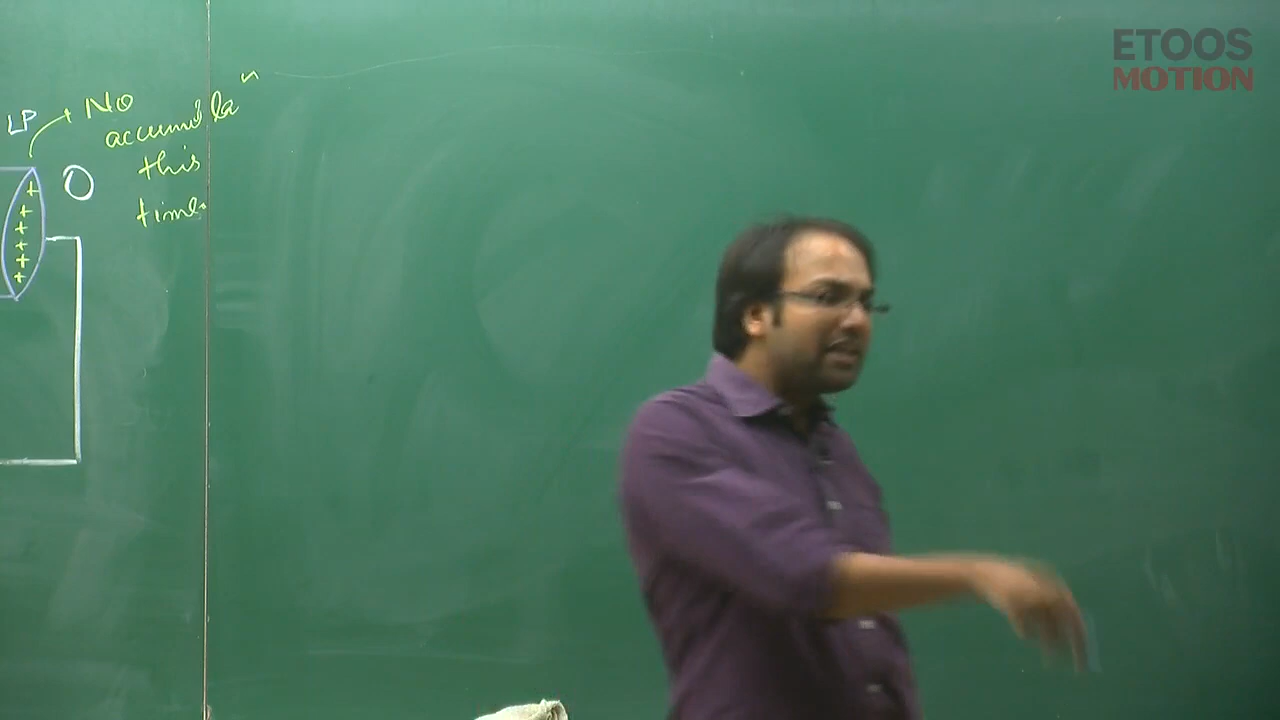 ETOOS
MOTION
LP
No
accumulaⁿ
this
time.
O
+
+
+
+
+
+